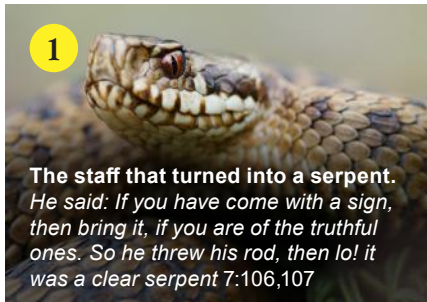 1
The staff that turned into a serpent.
He said: If you have come with a sign,
then bring it, if you are of the truthful
ones. So he threw his rod, then lo! it
was a clear serpent 7:106,107